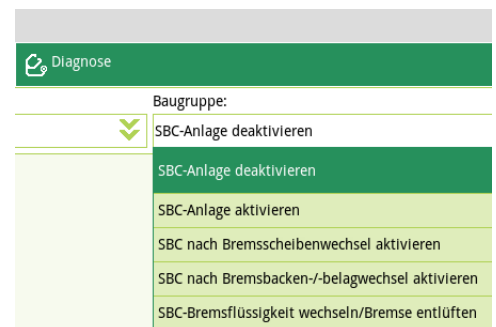 Diagnose
Baugruppe:
SBC-Anlage deaktivieren
SBC-Anlage deaktivieren
SBC-Anlage aktivieren
SBC nach Bremsscheibenwechsel aktivieren
SBC nach Bremsbacken-/-belagwechsel aktivieren
SBC-Bremsflüssigkeit wechseln/Bremse entlüften